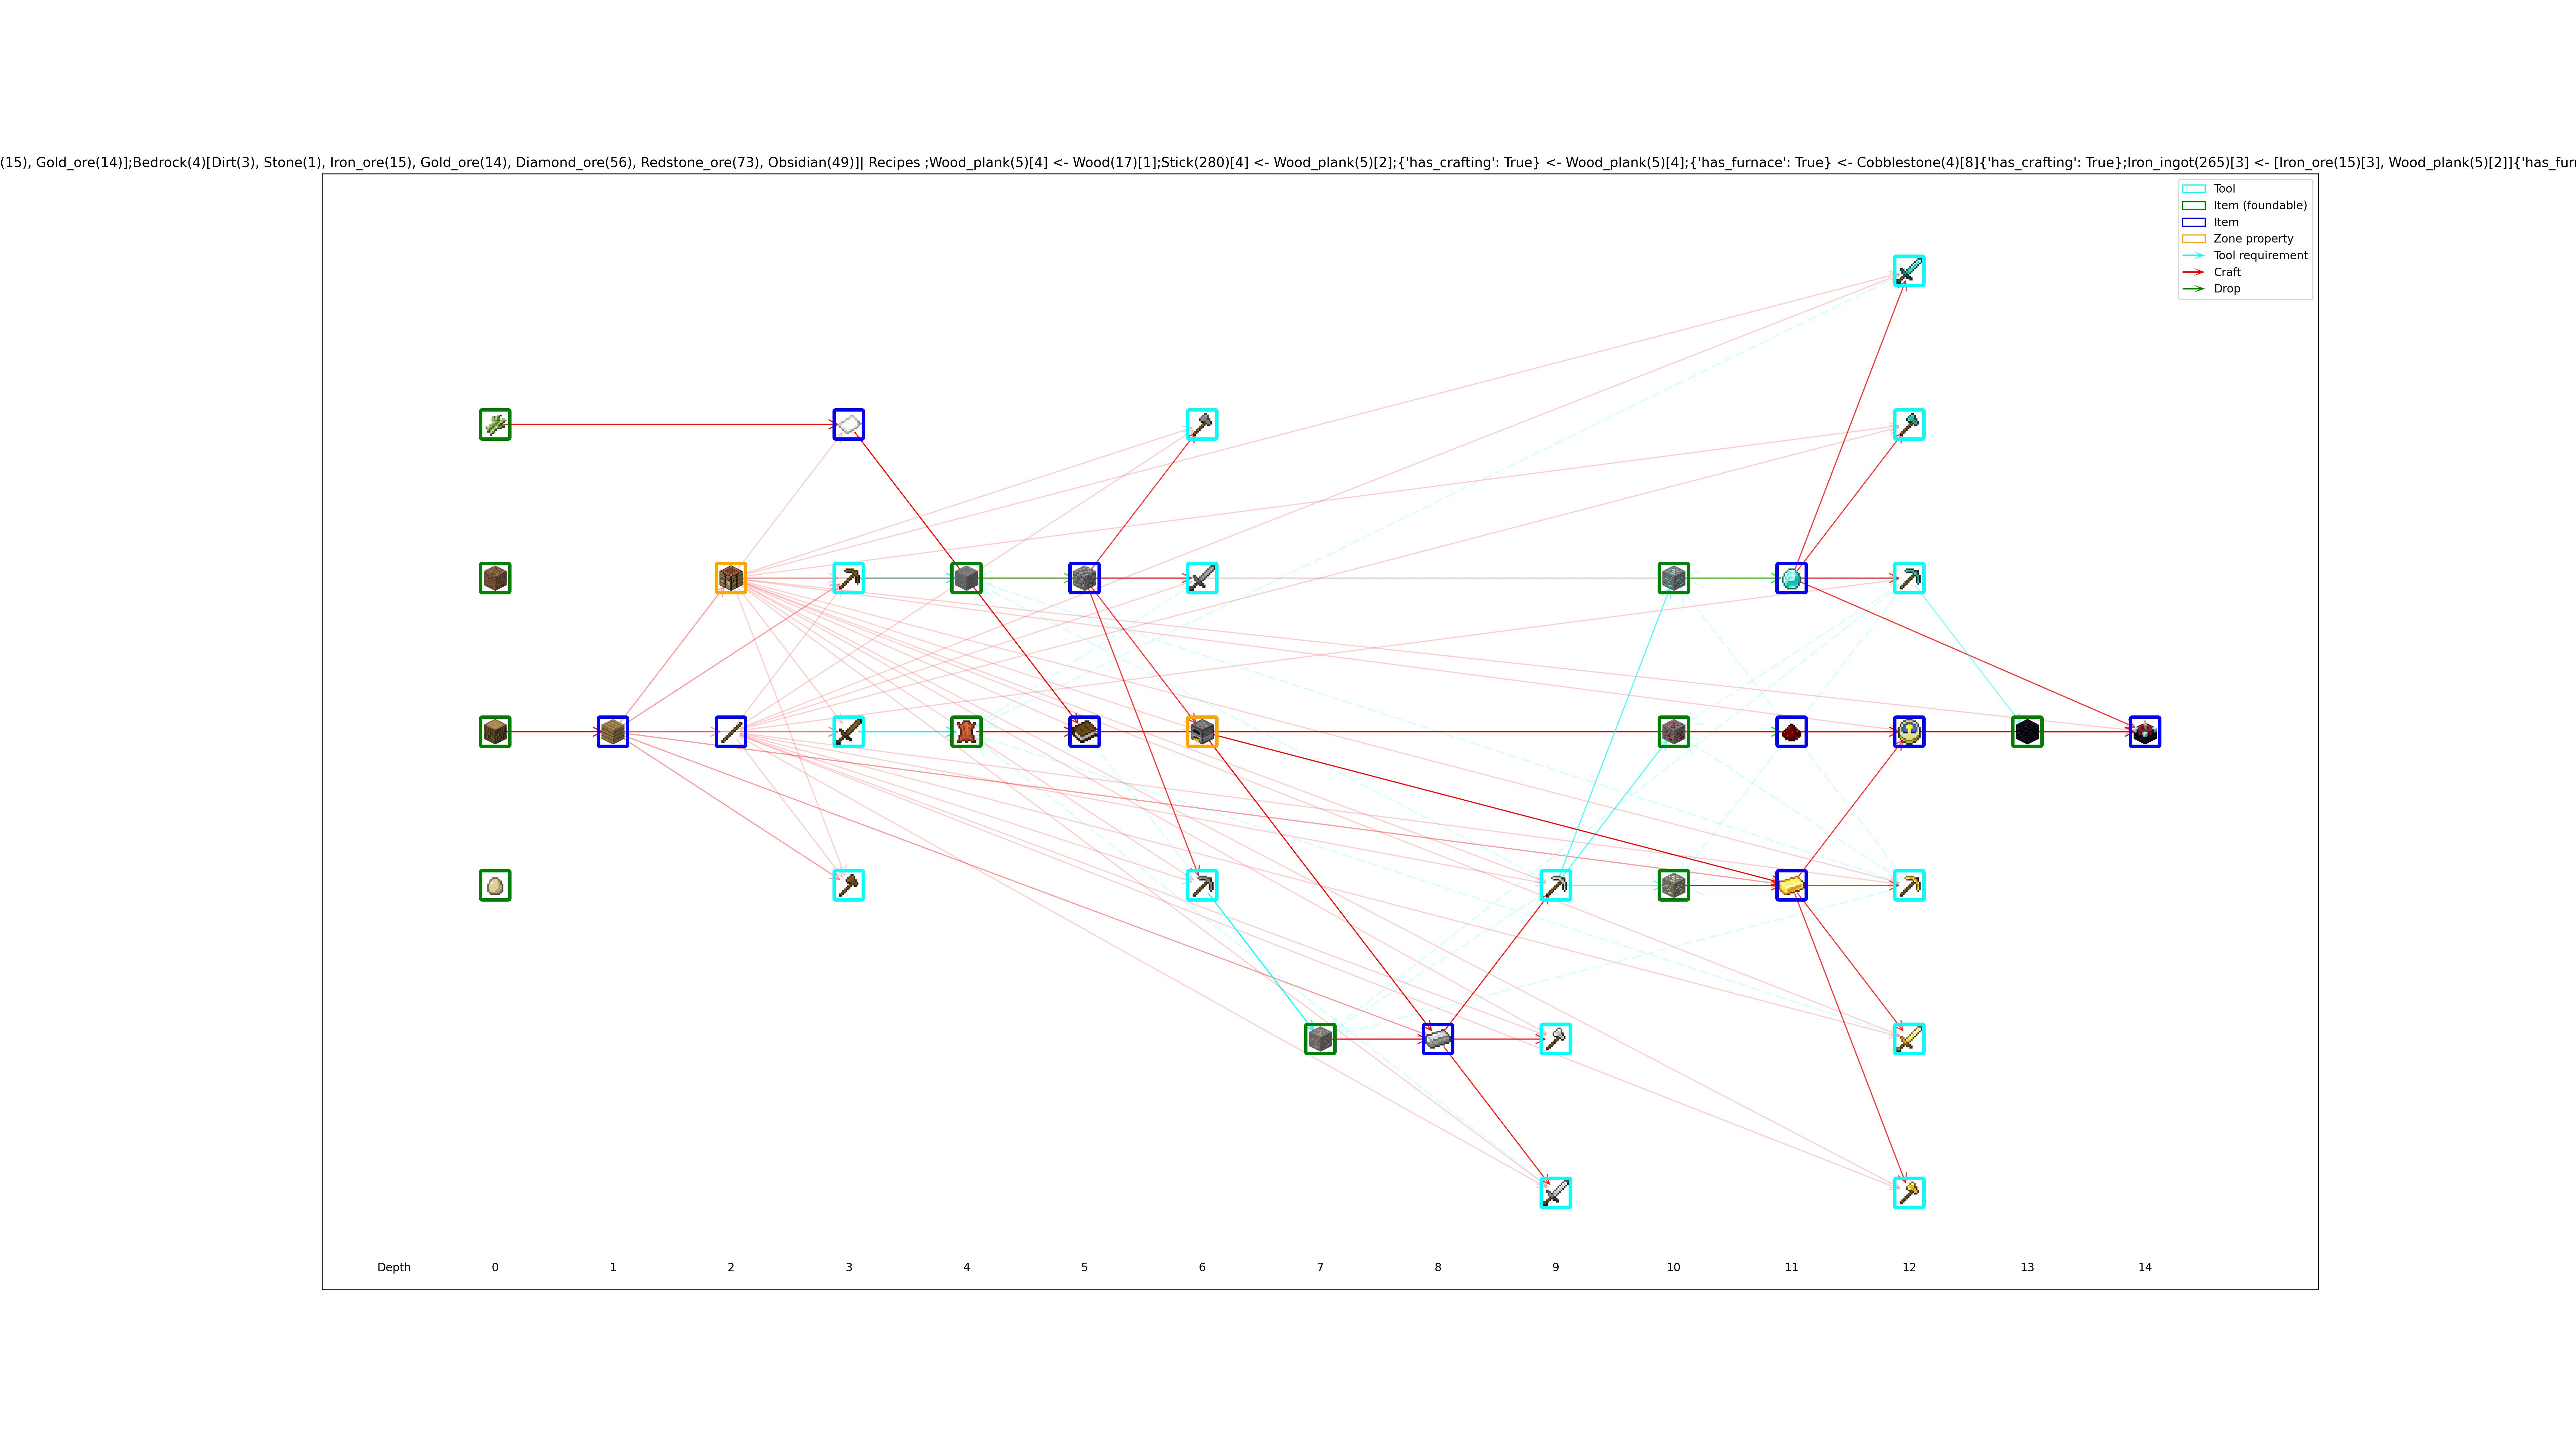 (15), Gold_ore(14)];Bedrock(4)[Dirt(3), Stone(1), Iron_ore(15), Gold_ore(14), Diamond_ore(56), Redstone_ore(73), Obsidian(49)]| Recipes ;Wood_plank(5)[4] <- Wood(17)[1];Stick(280)[4] <- Wood_plank(5)[2];{'has_crafting': True} <- Wood_plank(5)[4];{'has_furnace': True} <- Cobblestone(4)[8]{'has_crafting': True};Iron_ingot(265)[3] <- [Iron_ore(15)[3], Wood_plank(5)[2]]{'has_furn
Tool
Item (foundable)
Item
Zone property
Tool requirement
Craft
Drop
Depth 0 1 2 3 4 5 6 7 8 9 10 11 12 13 14